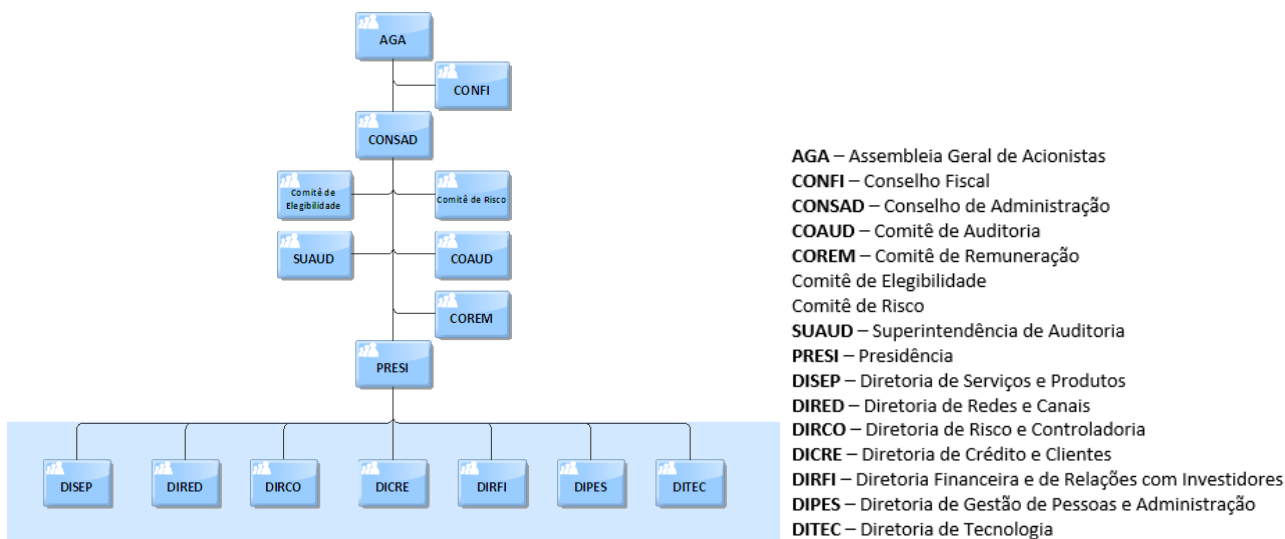 AGA
CONFI
CONSAD
Comitê de
Elegibilidade
Comitê de Risco
SUAUD
COAUD
COREM
PRESI
DISEP
DIRED
DIRCO
DICRE
DIRFI
DIPES
DITEC
AGA – Assembleia Geral de Acionistas
CONFI – Conselho Fiscal
CONSAD – Conselho de Administração
COAUD – Comitê de Auditoria
COREM – Comitê de Remuneração
Comitê de Elegibilidade
Comitê de Risco
SUAUD – Superintendência de Auditoria
PRESI – Presidência
DISEP – Diretoria de Serviços e Produtos
DIRED – Diretoria de Redes e Canais
DIRCO – Diretoria de Risco e Controladoria
DICRE – Diretoria de Crédito e Clientes
DIRFI – Diretoria Financeira e de Relações com Investidores
DIPES – Diretoria de Gestão de Pessoas e Administração
DITEC – Diretoria de Tecnologia